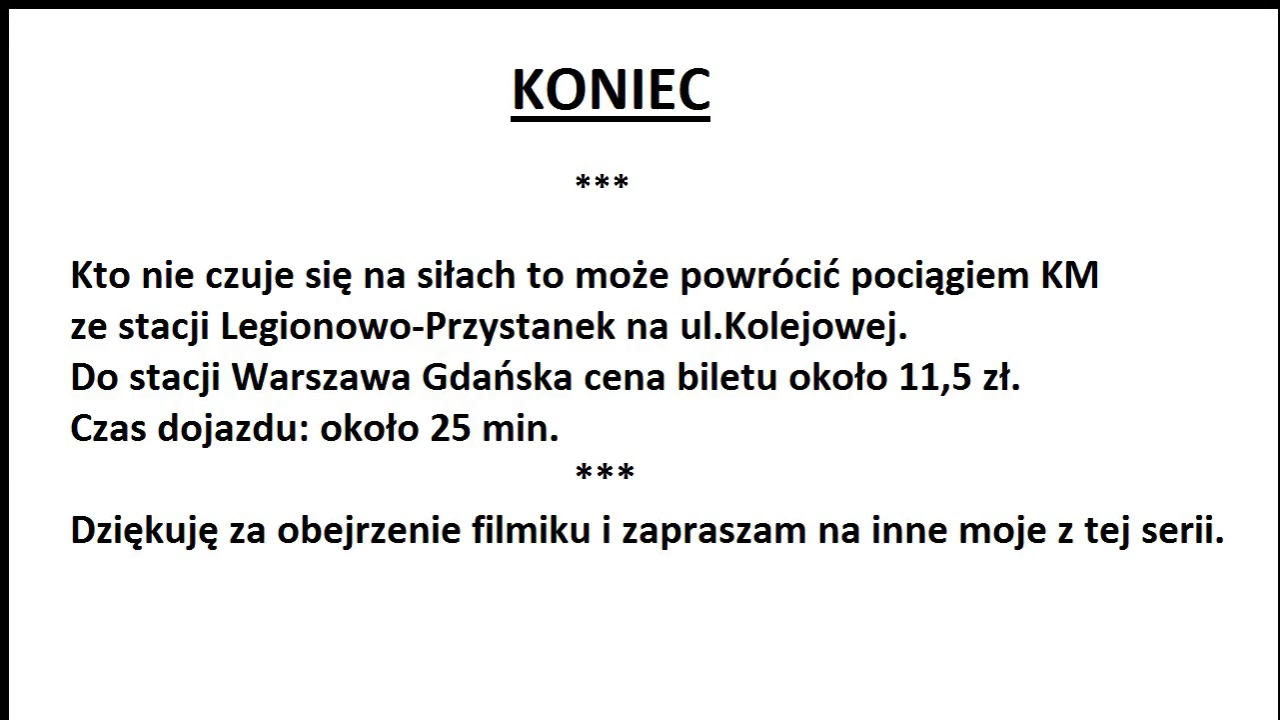 KONIEC
***
Kto nie czuje się na siłach to może powrócić pociągiem KM
ze stacji Legionowo-Przystanek na ul.Kolejowej.
Do stacji Warszawa Gdańska cena biletu około 11,5 zł.
Czas dojazdu: około 25 min.
***
Dziękuję za obejrzenie filmiku i zapraszam na inne moje z tej serii.